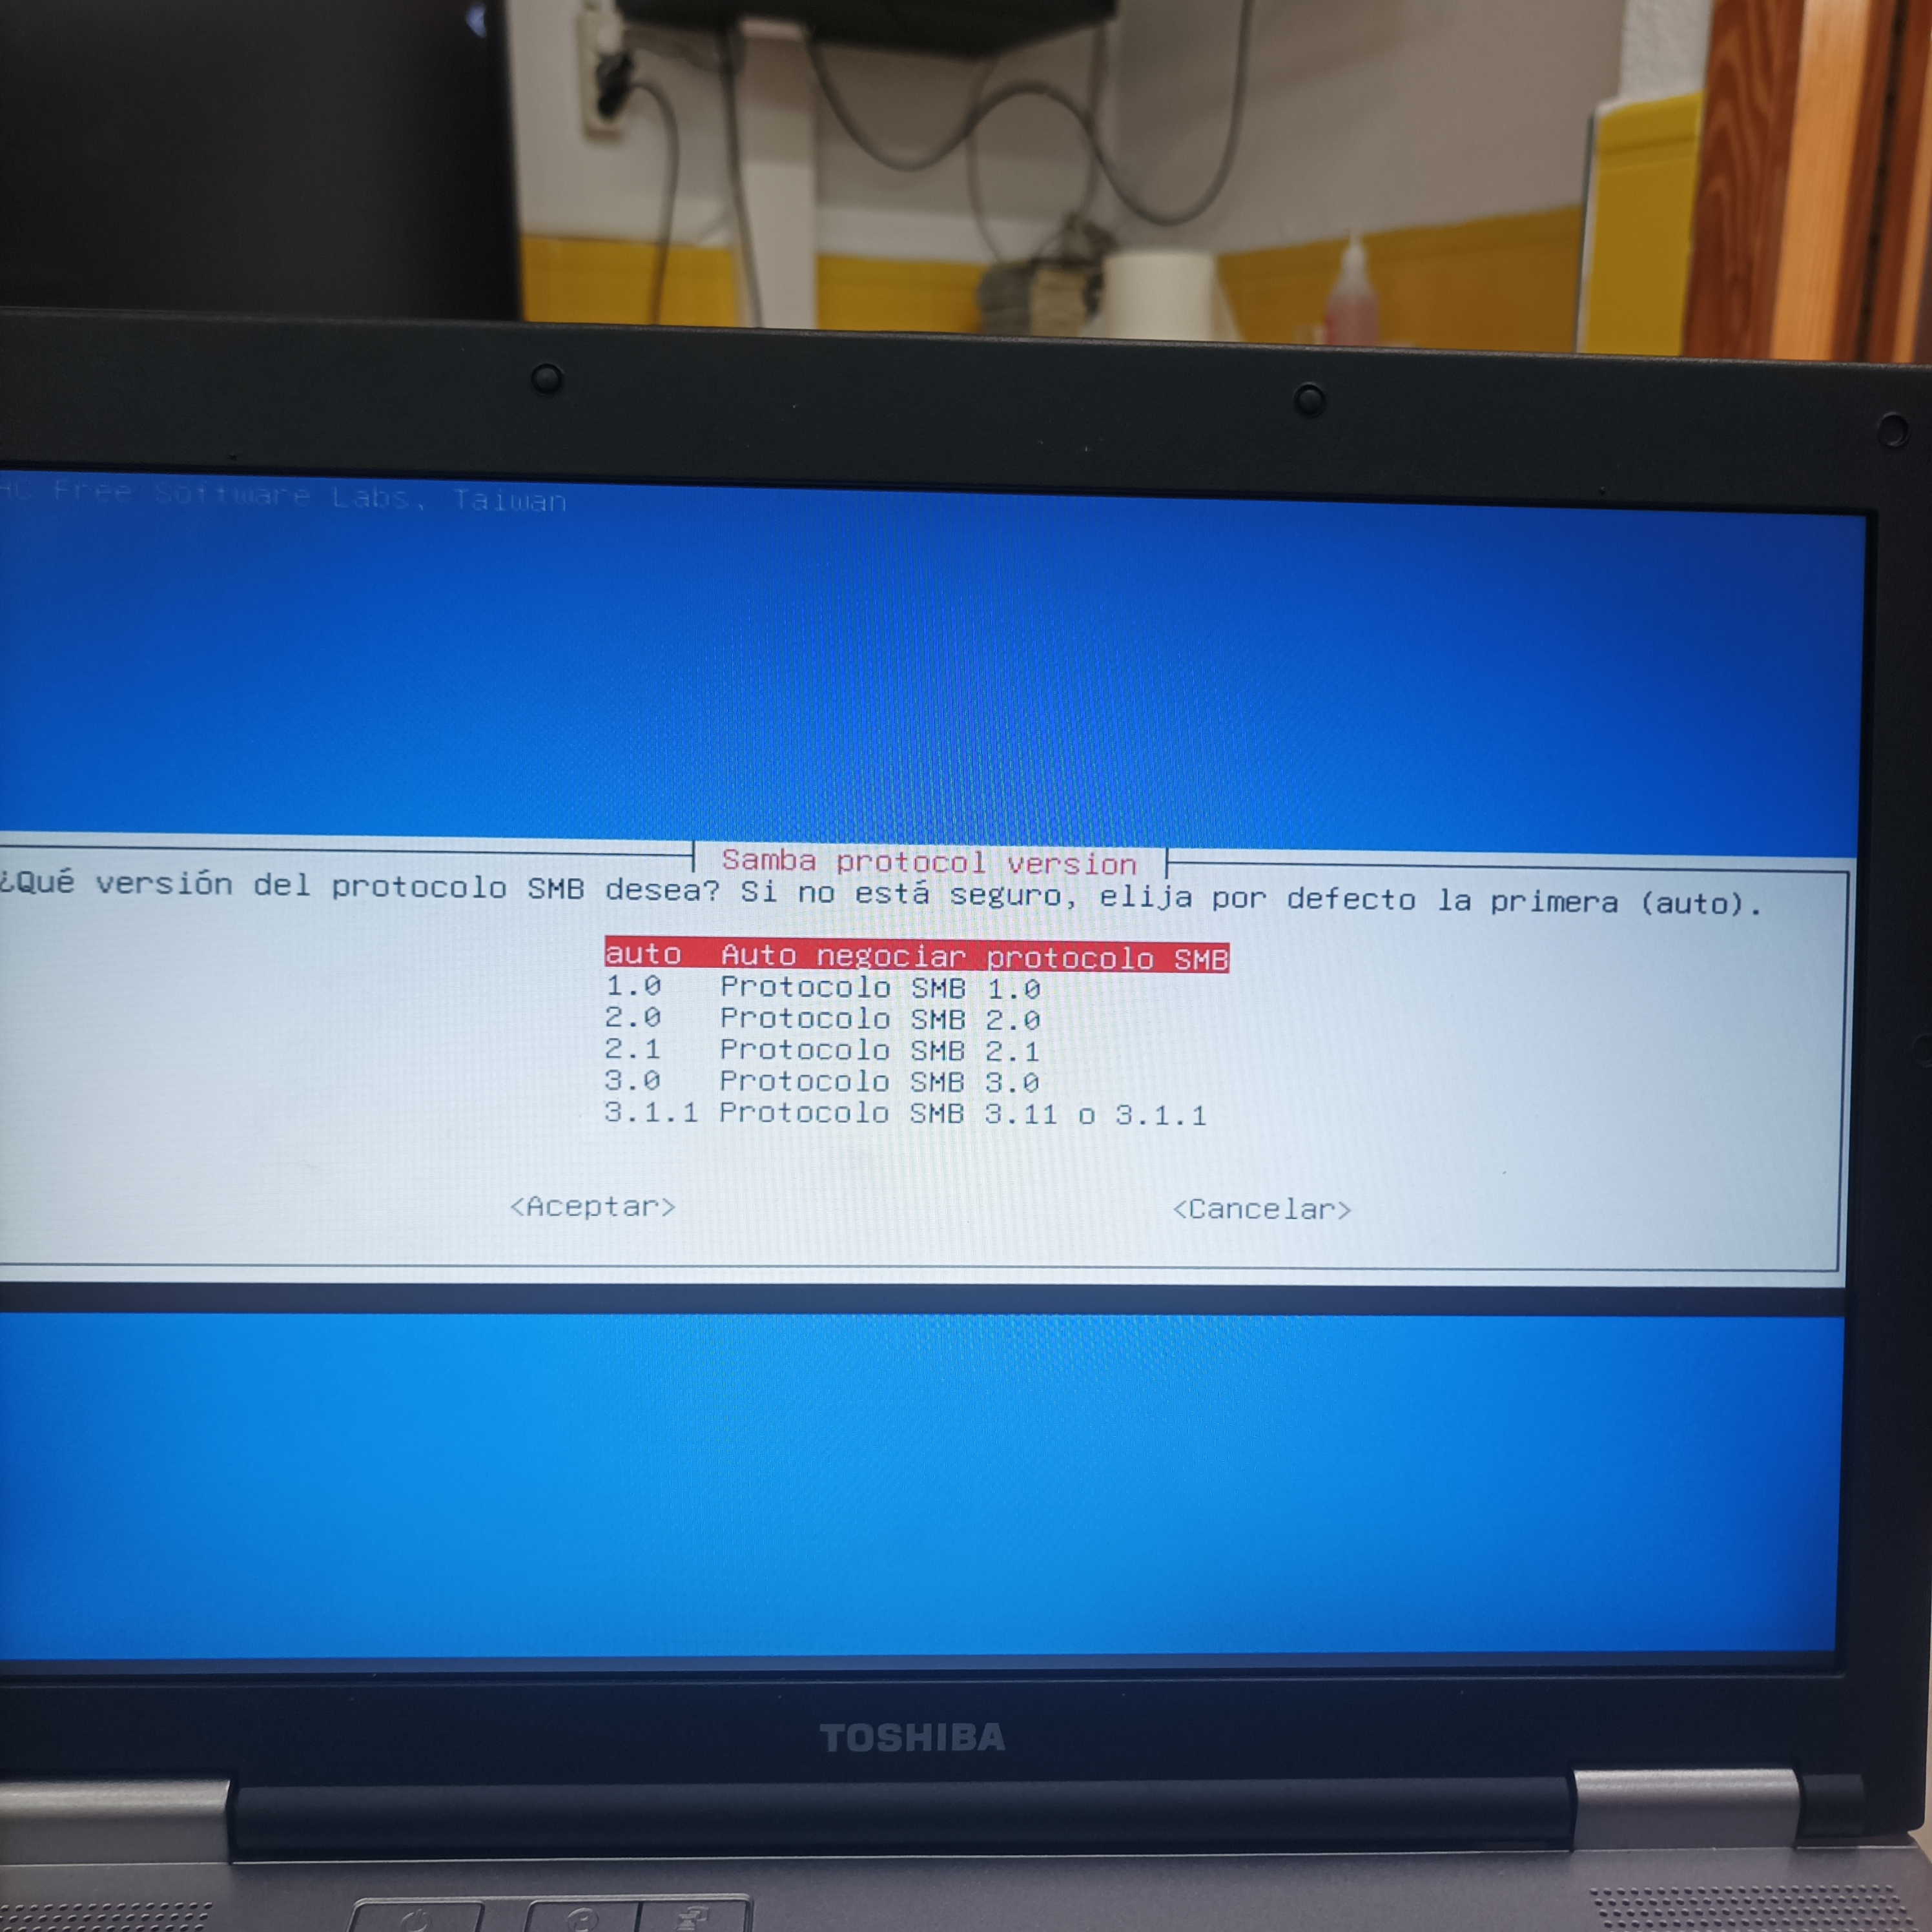 Free Software Labs, Taiwan
Samba protocol version
¿Qué versión del protocolo SMB desea? Si no está seguro, elija por defecto la primera (auto).
auto Auto negociar protocolo SMB
1.0 Protocolo SMB 1.0
2.0 Protocolo SMB 2.0
2.1 Protocolo SMB 2.1
3.0 Protocolo SMB 3.0
3.1.1 Protocolo SMB 3.11 o 3.1.1
<Aceptar> <Cancelar>
TOSHIBA